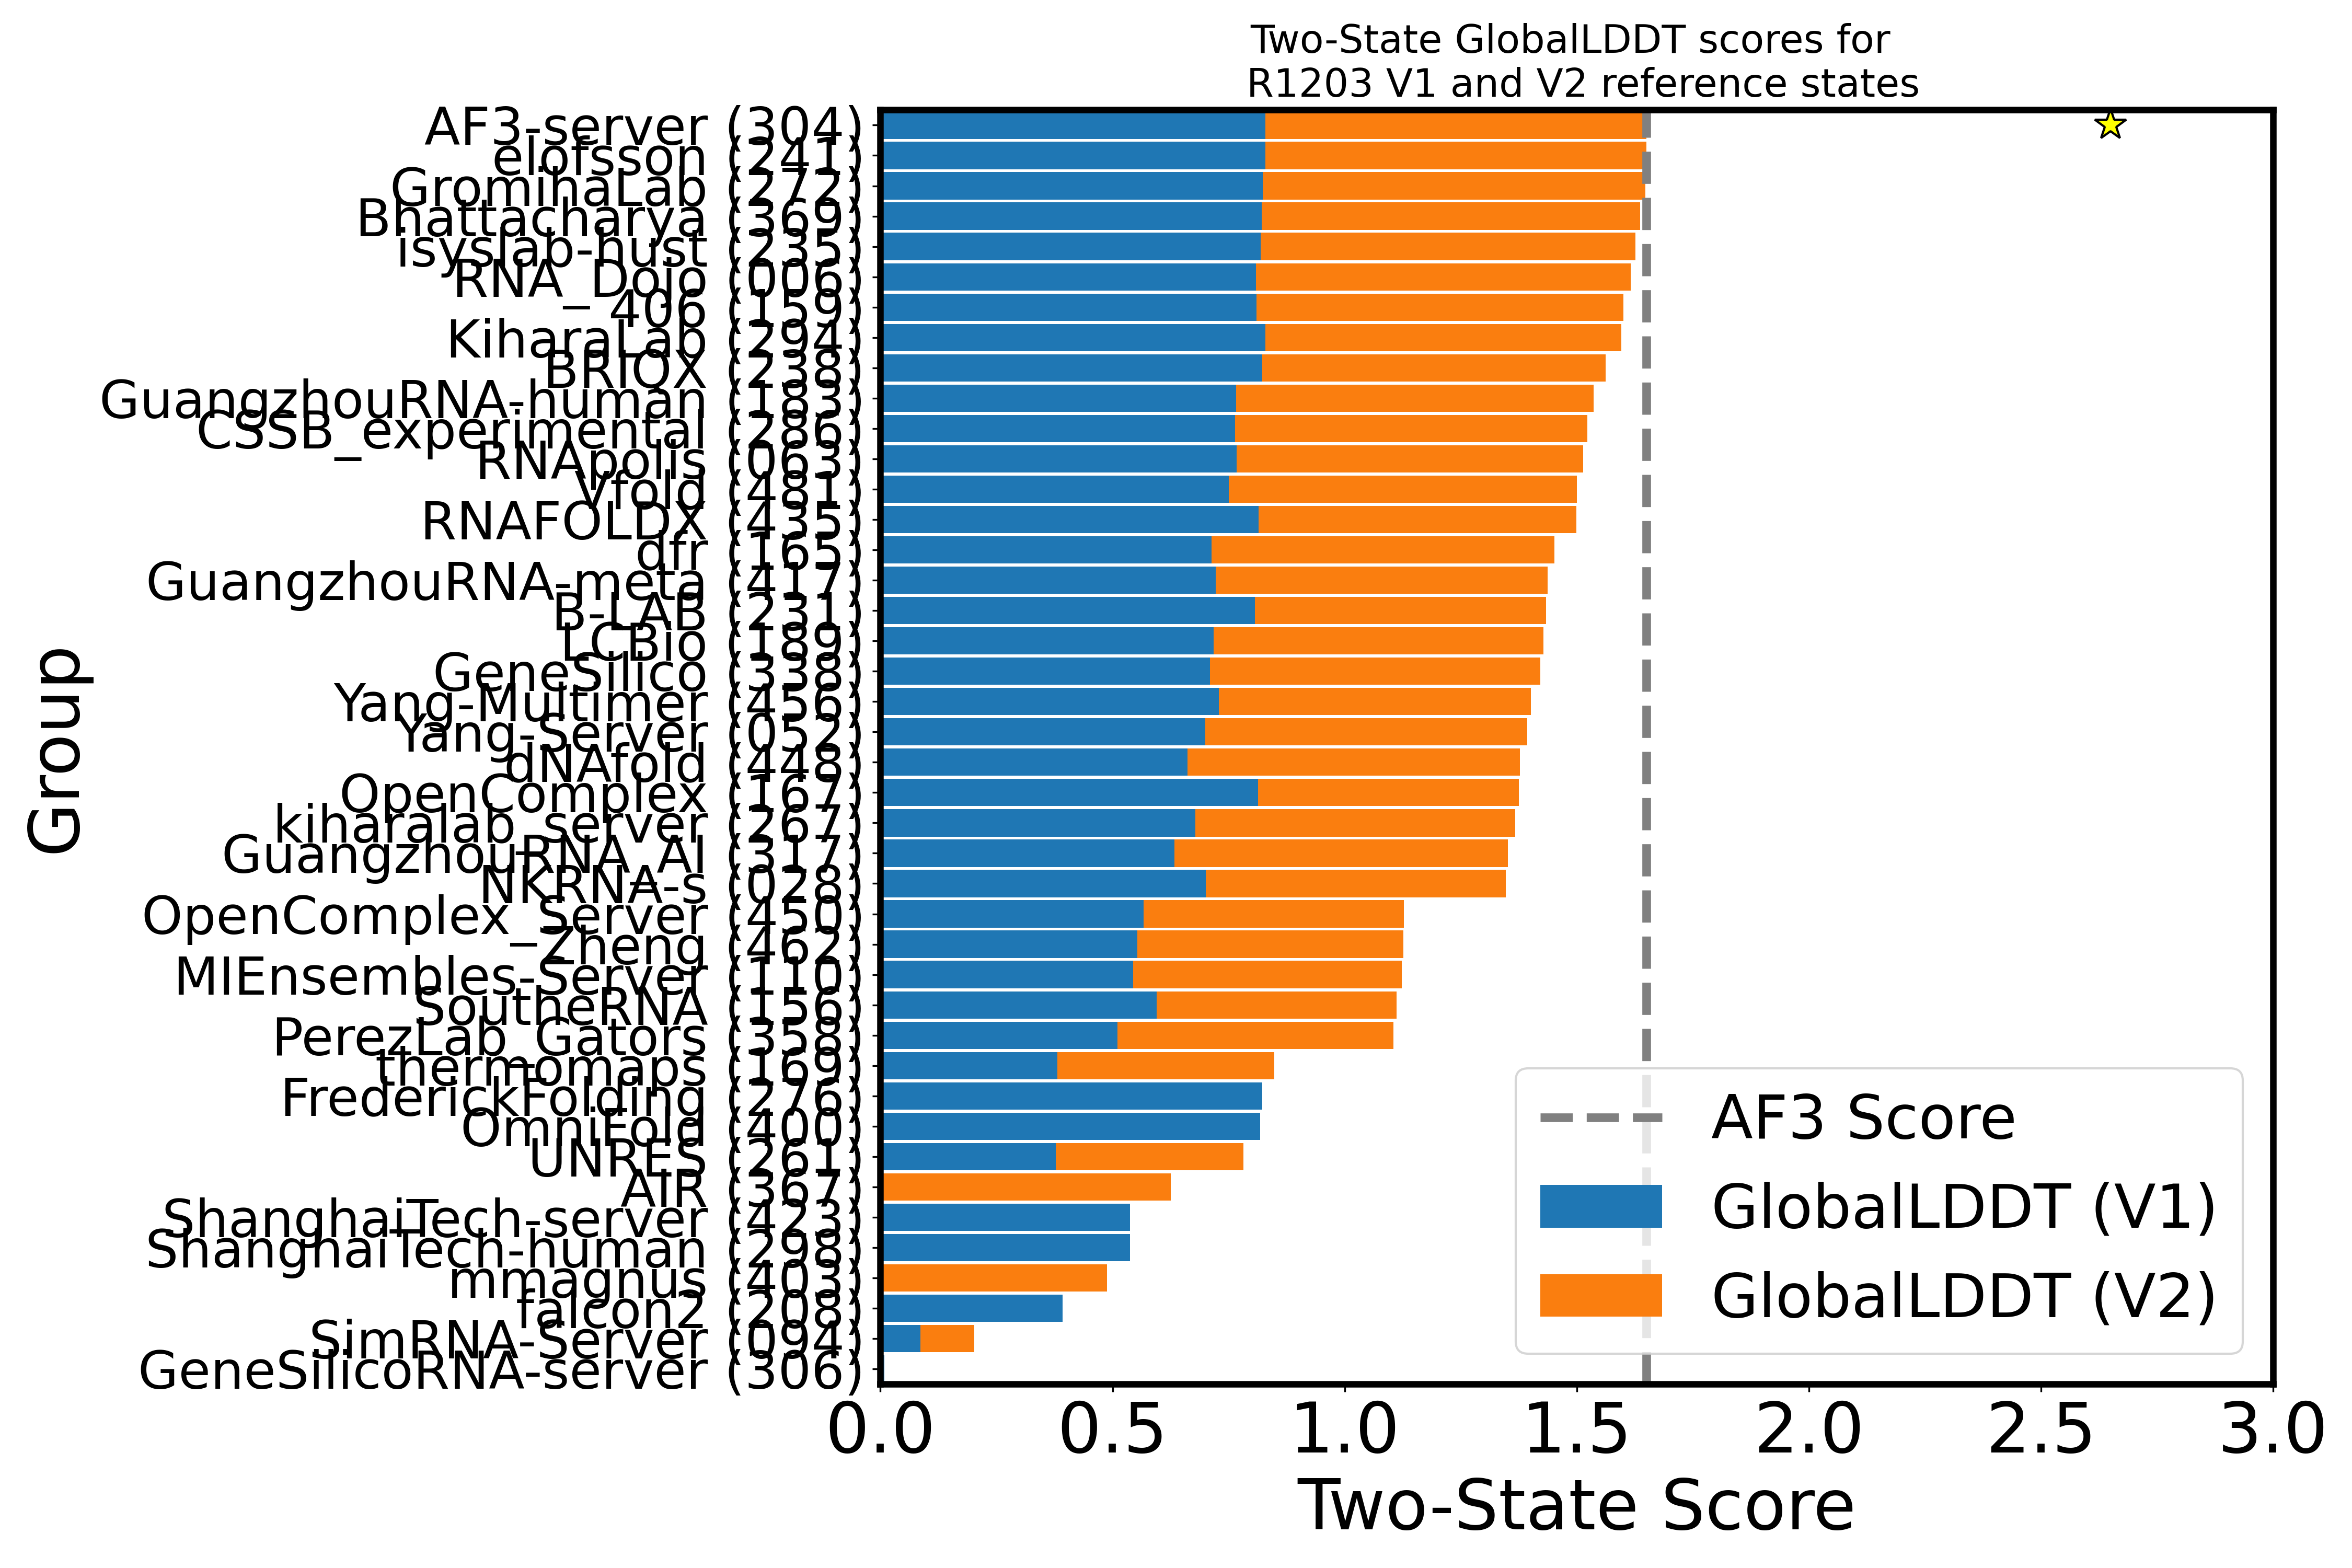 Two-State GlobalLDDT scores for
R1203 V1 and V2 reference states
AF3-server (304)
elofsson (241)
GromihaLab (272)
Bhattacharya (369)
isyslab-hust (235)
RNA_Dojo (006)
406 (159)
KiharaLab (294)
BRIQX (238)
GuangzhouRNA-human (183)
CSSB_experimental (286)
RNApolis (063)
Vfold (481)
RNAFOLDX (435)
dfr (165)
GuangzhouRNA-meta (417)
B-LAB (231)
LCBio (189)
GeneSilico (338)
Yang-Multimer (456)
Yang-Server (052)
dNAfold (448)
OpenComplex (167)
kiharalab_server (267)
GuangzhouRNA_AI (317)
NKRNA-s (028)
OpenComplex_Server (450)
Zheng (462)
MIEnsembles-Server (110)
SoutheRNA (156)
PerezLab_Gators (358)
thermomaps (169)
FrederickFolding (276)
OmniFold (400)
UNRES (261)
AIR (367)
ShanghaiTech-server (423)
ShanghaiTech-human (298)
mmagnus (403)
falcon2 (208)
SimRNA-Server (094)
GeneSilicoRNA-server (306)
Group
AF3 Score
GlobalLDDT (V1)
GlobalLDDT (V2)
0.0 0.5 1.0 1.5 2.0 2.5 3.0
Two-State Score